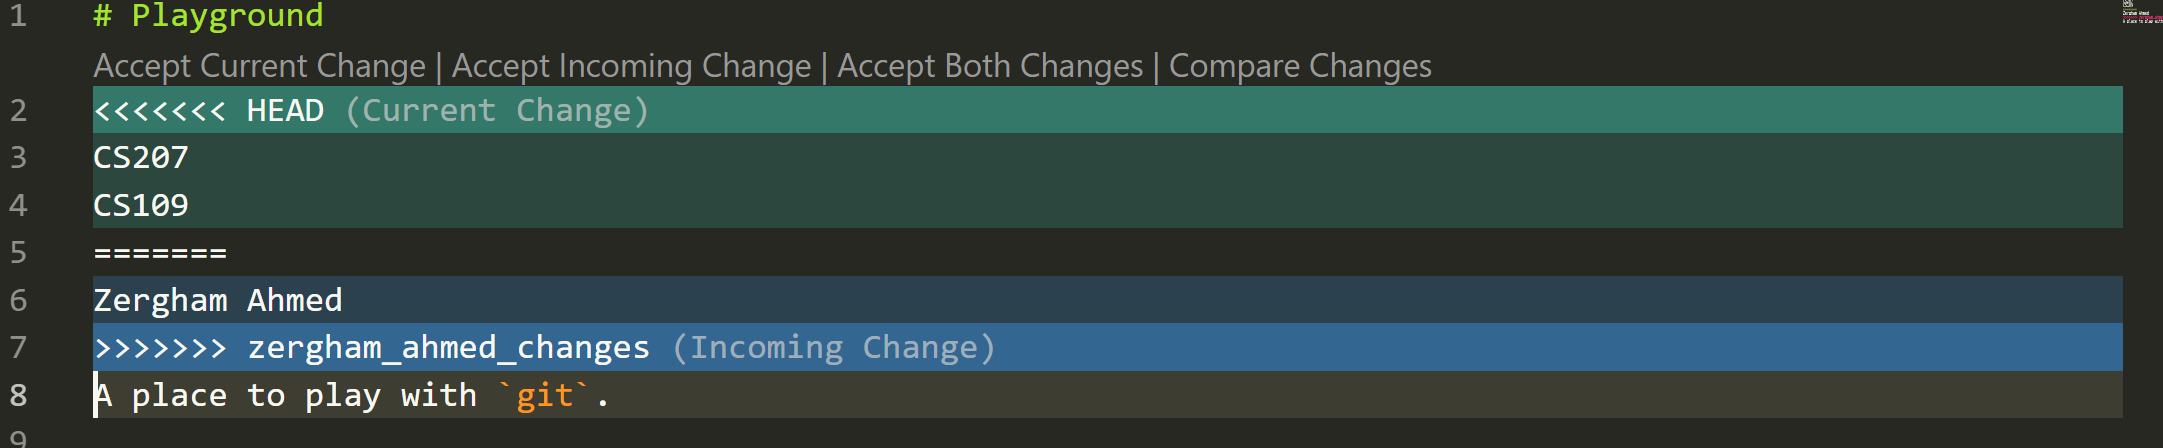 1 # Playground
Accept Current Change | Accept Incoming Change | Accept Both Changes | Compare Changes
2 <<<<<<< HEAD (Current Change)
3 CS207
4 CS109
5 =======
6 Zergham Ahmed
7 >>>>>>> zergham_ahmed_changes (Incoming Change)
8 A place to play with `git`.
9